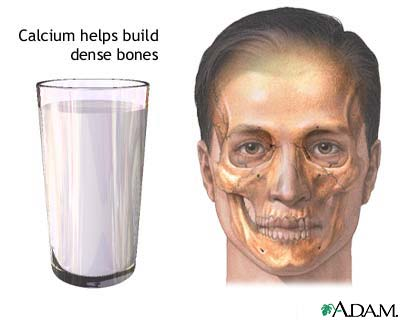 Calcium helps build
dense bones
A.D.A.M.